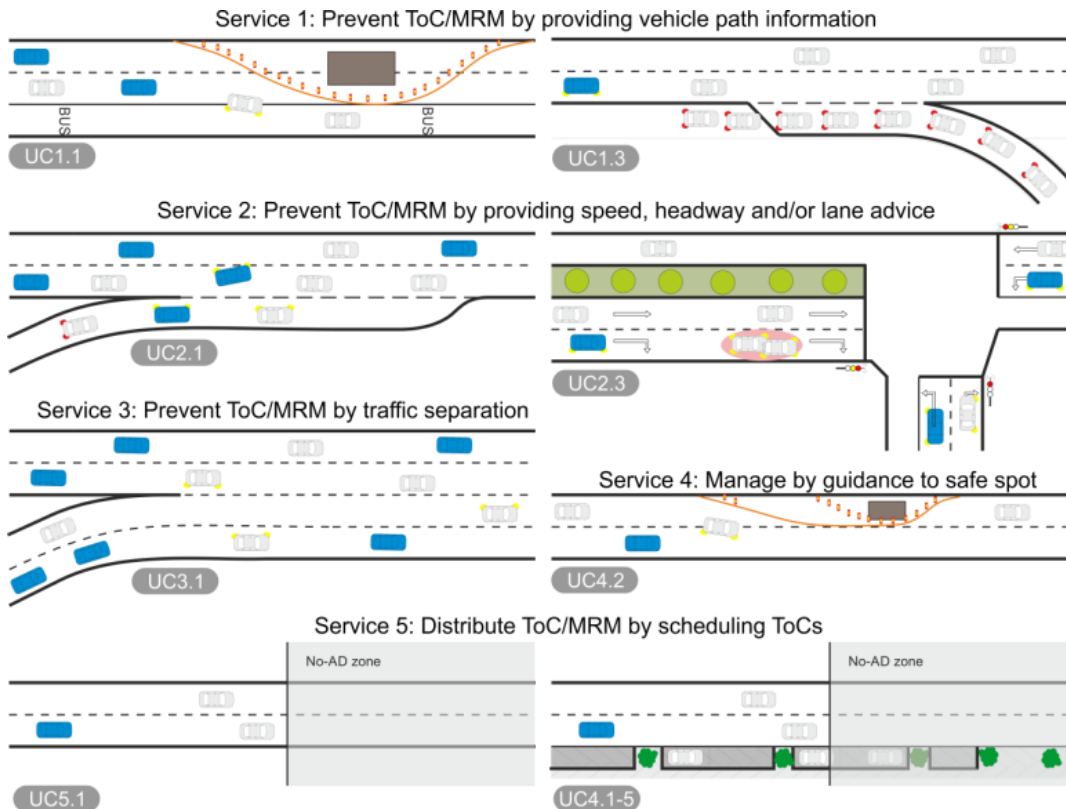 Service 1: Prevent ToC/MRM by providing vehicle path information
BUS
BUS
UC1.1
UC1.3
Service 2: Prevent ToC/MRM by providing speed, headway and/or lane advice
UC2.1
UC2.3
Service 3: Prevent ToC/MRM by traffic separation
Service 4: Manage by guidance to safe spot
UC3.1
UC4.2
Service 5: Distribute ToC/MRM by scheduling ToCs
No-AD zone
No-AD zone
UC5.1
UC4.1-5